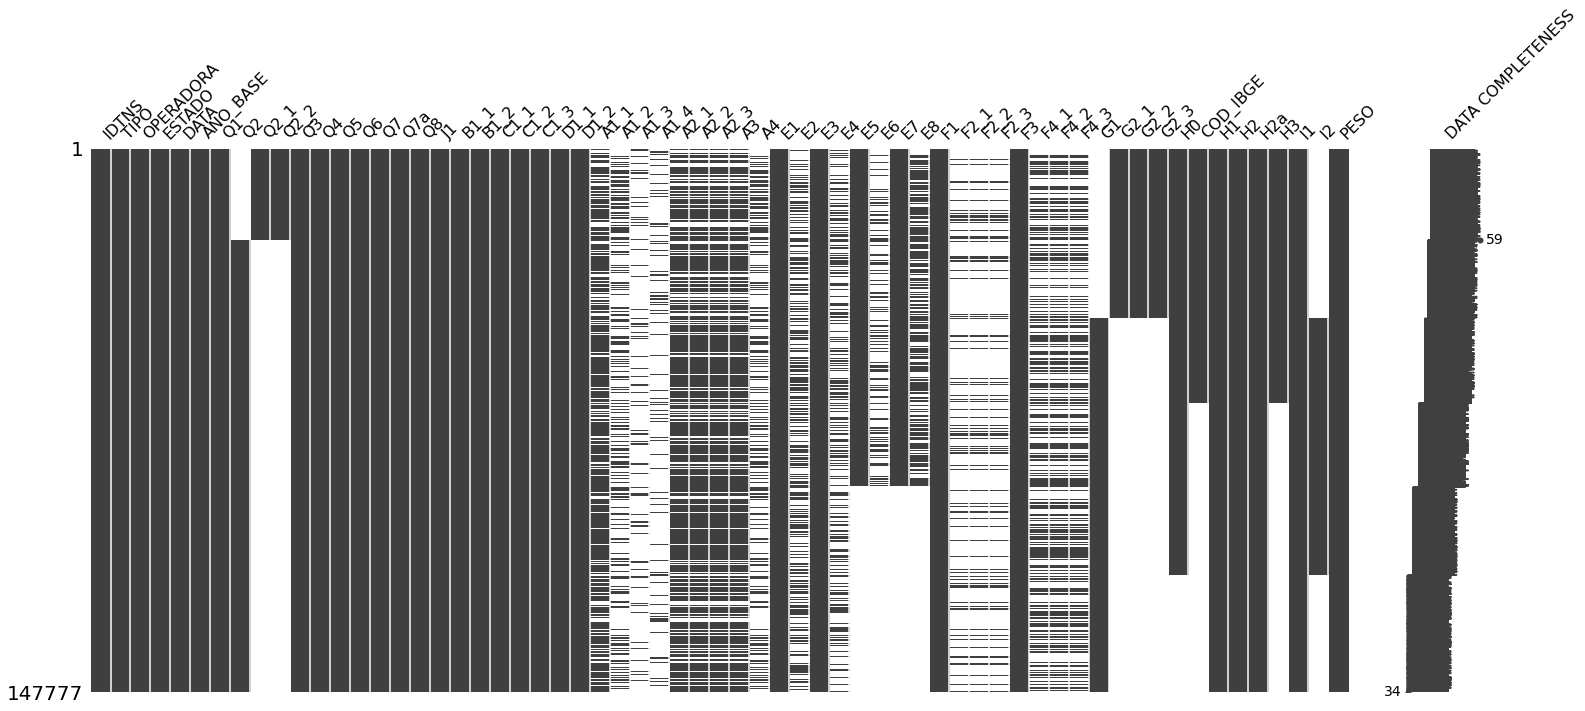 IDTNS
TIPO
OPERADORA
ESTADO
DATA
ANO_BASE
Q1
Q2
Q2_1
Q2_2
Q3
Q4
Q5
Q6
Q7
Q7a
Q8
J1
B1_1
B1_2
C1_1
C1_2
C1_3
D1_1
D1_2
A1_1
A1_2
A1_3
A1_4
A2_1
A2_2
A2_3
A3
A4
E1
E2
E3
E4
E5
E6
E7
E8
F1
F2_1
F2_2
F2_3
F3
F4_1
F4_2
F4_3
G1
G2_1
G2_2
G2_3
H0
COD_IBGE
H1
H2
H2a
H3
I1
I2
PESO
DATA COMPLETENESS
1
59
147777
34